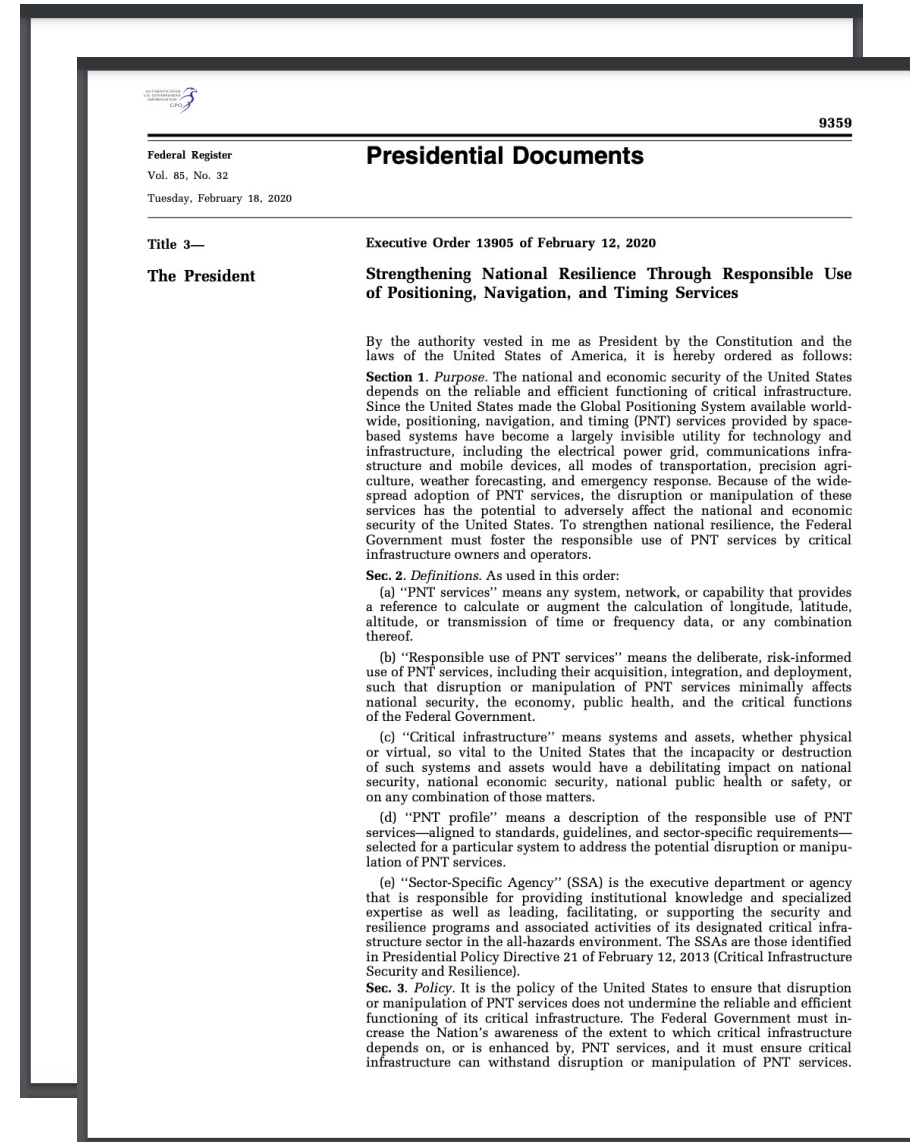 AUTHENTICATED
U.S. GOVERNMENT
INFORMATION
GPO
9359
Federal Register
Vol. 85, No. 32
Tuesday, February 18, 2020
Presidential Documents
Title 3—
The President
Executive Order 13905 of February 12, 2020
Strengthening National Resilience Through Responsible Use
of Positioning, Navigation, and Timing Services
By the authority vested in me as President by the Constitution and the
laws of the United States of America, it is hereby ordered as follows:
Section 1. Purpose. The national and economic security of the United States
depends on the reliable and efficient functioning of critical infrastructure.
Since the United States made the Global Positioning System available world-
wide, positioning, navigation, and timing (PNT) services provided by space-
based systems have become a largely invisible utility for technology and
infrastructure, including the electrical power grid, communications infra-
structure and mobile devices, all modes of transportation, precision agri-
culture, weather forecasting, and emergency response. Because of the wide-
spread adoption of PNT services, the disruption or manipulation of these
services has the potential to adversely affect the national and economic
security of the United States. To strengthen national resilience, the Federal
Government must foster the responsible use of PNT services by critical
infrastructure owners and operators.
Sec. 2. Definitions. As used in this order:
(a) ‘‘PNT services’’ means any system, network, or capability that provides
a reference to calculate or augment the calculation of longitude, latitude,
altitude, or transmission of time or frequency data, or any combination
thereof.
(b) ‘‘Responsible use of PNT services’’ means the deliberate, risk-informed
use of PNT services, including their acquisition, integration, and deployment,
such that disruption or manipulation of PNT services minimally affects
national security, the economy, public health, and the critical functions
of the Federal Government.
(c) ‘‘Critical infrastructure’’ means systems and assets, whether physical
or virtual, so vital to the United States that the incapacity or destruction
of such systems and assets would have a debilitating impact on national
security, national economic security, national public health or safety, or
on any combination of those matters.
(d) ‘‘PNT profile’’ means a description of the responsible use of PNT
services—aligned to standards, guidelines, and sector-specific requirements—
selected for a particular system to address the potential disruption or manipu-
lation of PNT services.
(e) ‘‘Sector-Specific Agency’’ (SSA) is the executive department or agency
that is responsible for providing institutional knowledge and specialized
expertise as well as leading, facilitating, or supporting the security and
resilience programs and associated activities of its designated critical infra-
structure sector in the all-hazards environment. The SSAs are those identified
in Presidential Policy Directive 21 of February 12, 2013 (Critical Infrastructure
Security and Resilience).
Sec. 3. Policy. It is the policy of the United States to ensure that disruption
or manipulation of PNT services does not undermine the reliable and efficient
functioning of its critical infrastructure. The Federal Government must in-
crease the Nation’s awareness of the extent to which critical infrastructure
depends on, or is enhanced by, PNT services, and it must ensure critical
infrastructure can withstand disruption or manipulation of PNT services.